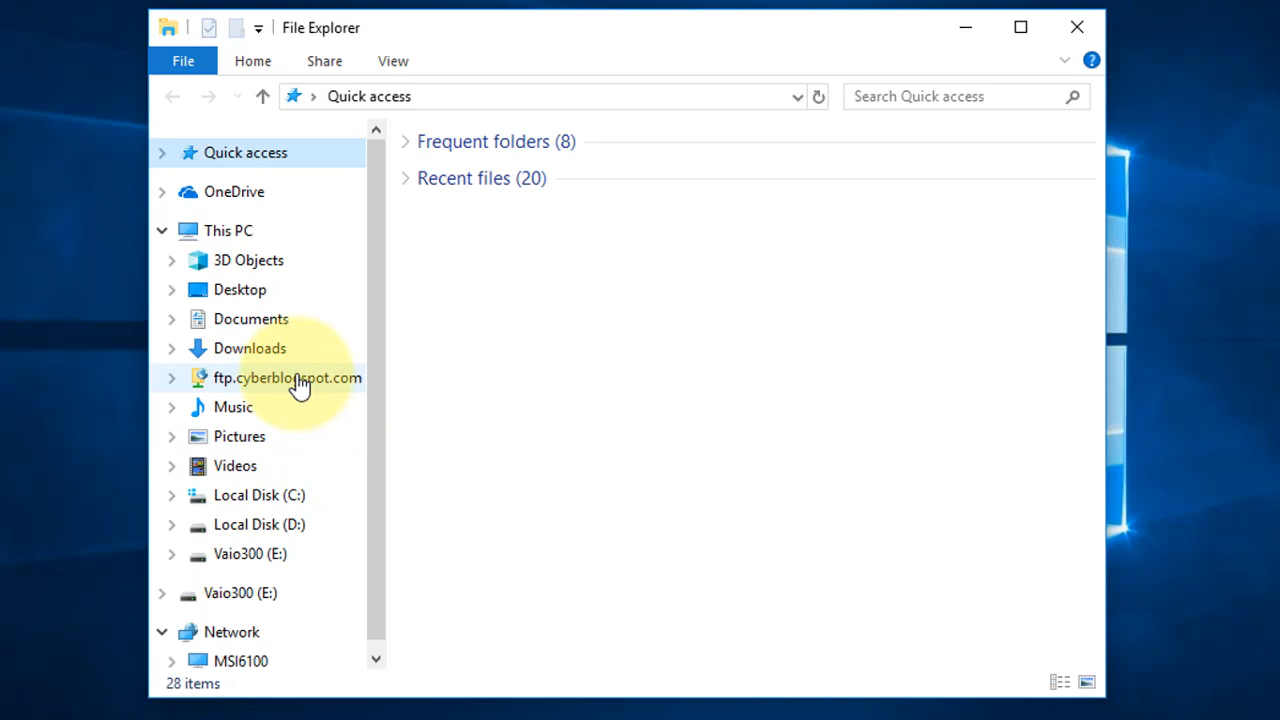 File Explorer
File Home Share View
Quick access
Search Quick access
Quick access
OneDrive
This PC
3D Objects
Desktop
Documents
Downloads
ftp.cyberblogspot.com
Music
Pictures
Videos
Local Disk (C:)
Local Disk (D:)
Vaio300 (E:)
Vaio300 (E:)
Network
MSI6100
Frequent folders (8)
Recent files (20)
28 items